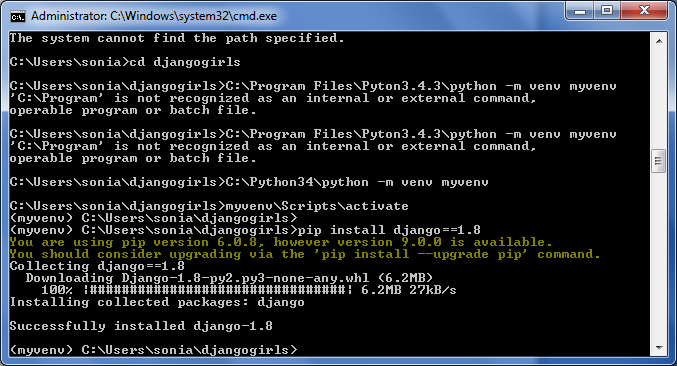 Administrator: C:\Windows\system32\cmd.exe
The system cannot find the path specified.
C:\Users\sonia>cd djangogirls
C:\Users\sonia\djangogirls>C:\Program Files\Pyton3.4.3\python -m venv myvenv
'C:\Program' is not recognized as an internal or external command,
operable program or batch file.
C:\Users\sonia\djangogirls>C:\Program Files\Pyton3.4.3\python -m venv myvenv
'C:\Program' is not recognized as an internal or external command,
operable program or batch file.
C:\Users\sonia\djangogirls>C:\Python34\python -m venv myvenv
C:\Users\sonia\djangogirls>myvenv\Scripts\activate
(myvenv) C:\Users\sonia\djangogirls>
(myvenv) C:\Users\sonia\djangogirls>pip install django==1.8
You are using pip version 6.0.8, however version 9.0.0 is available.
You should consider upgrading via the 'pip install --upgrade pip' command.
Collecting django==1.8
  Downloading Django-1.8-py2.py3-none-any.whl (6.2MB)
    100% |################################| 6.2MB 27kB/s
Installing collected packages: django
Successfully installed django-1.8
(myvenv) C:\Users\sonia\djangogirls>